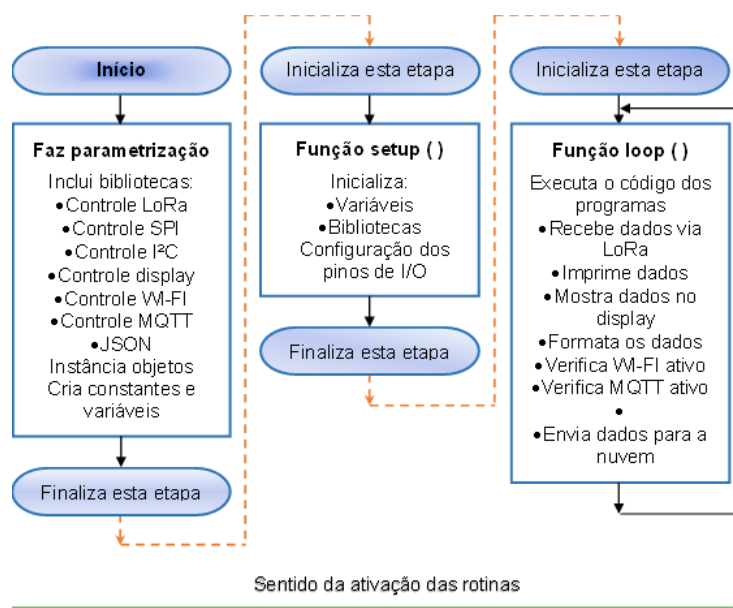 Início
Faz parametrização
Inclui bibliotecas:
•Controle LoRa
•Controle SPI
•Controle I²C
•Controle display
•Controle WI-FI
•Controle MQTT
•JSON
Instância objetos
Cria constantes e
variáveis
Finaliza esta etapa
Inicializa esta etapa
Função setup ( )
Inicializa:
•Variáveis
•Bibliotecas
Configuração dos
pinos de I/O
Finaliza esta etapa
Inicializa esta etapa
Função loop ( )
Executa o código dos
programas
•Recebe dados via
LoRa
•Imprime dados
•Mostra dados no
display
•Formata os dados
•Verifica WI-FI ativo
•Verifica MQTT ativo
•
•Envia dados para a
nuvem
Sentido da ativação das rotinas